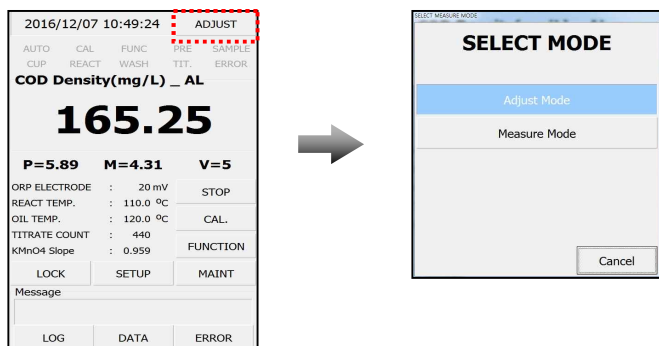 2016/12/07 10:49:24 ADJUST
AUTO CAL FUNC PRE SAMPLE
CUP REACT WASH TIT. ERROR
COD Density(mg/L) _ AL
165.25
P=5.89 M=4.31 V=5
ORP ELECTRODE : 20 mV
REACT TEMP. : 110.0 ºC
OIL TEMP. : 120.0 ºC
TITRATE COUNT : 440
KMnO4 Slope : 0.959
STOP
CAL.
FUNCTION
LOCK SETUP MAINT
Message
LOG DATA ERROR
SELECT MEASURE MODE
SELECT MODE
Adjust Mode
Measure Mode
Cancel